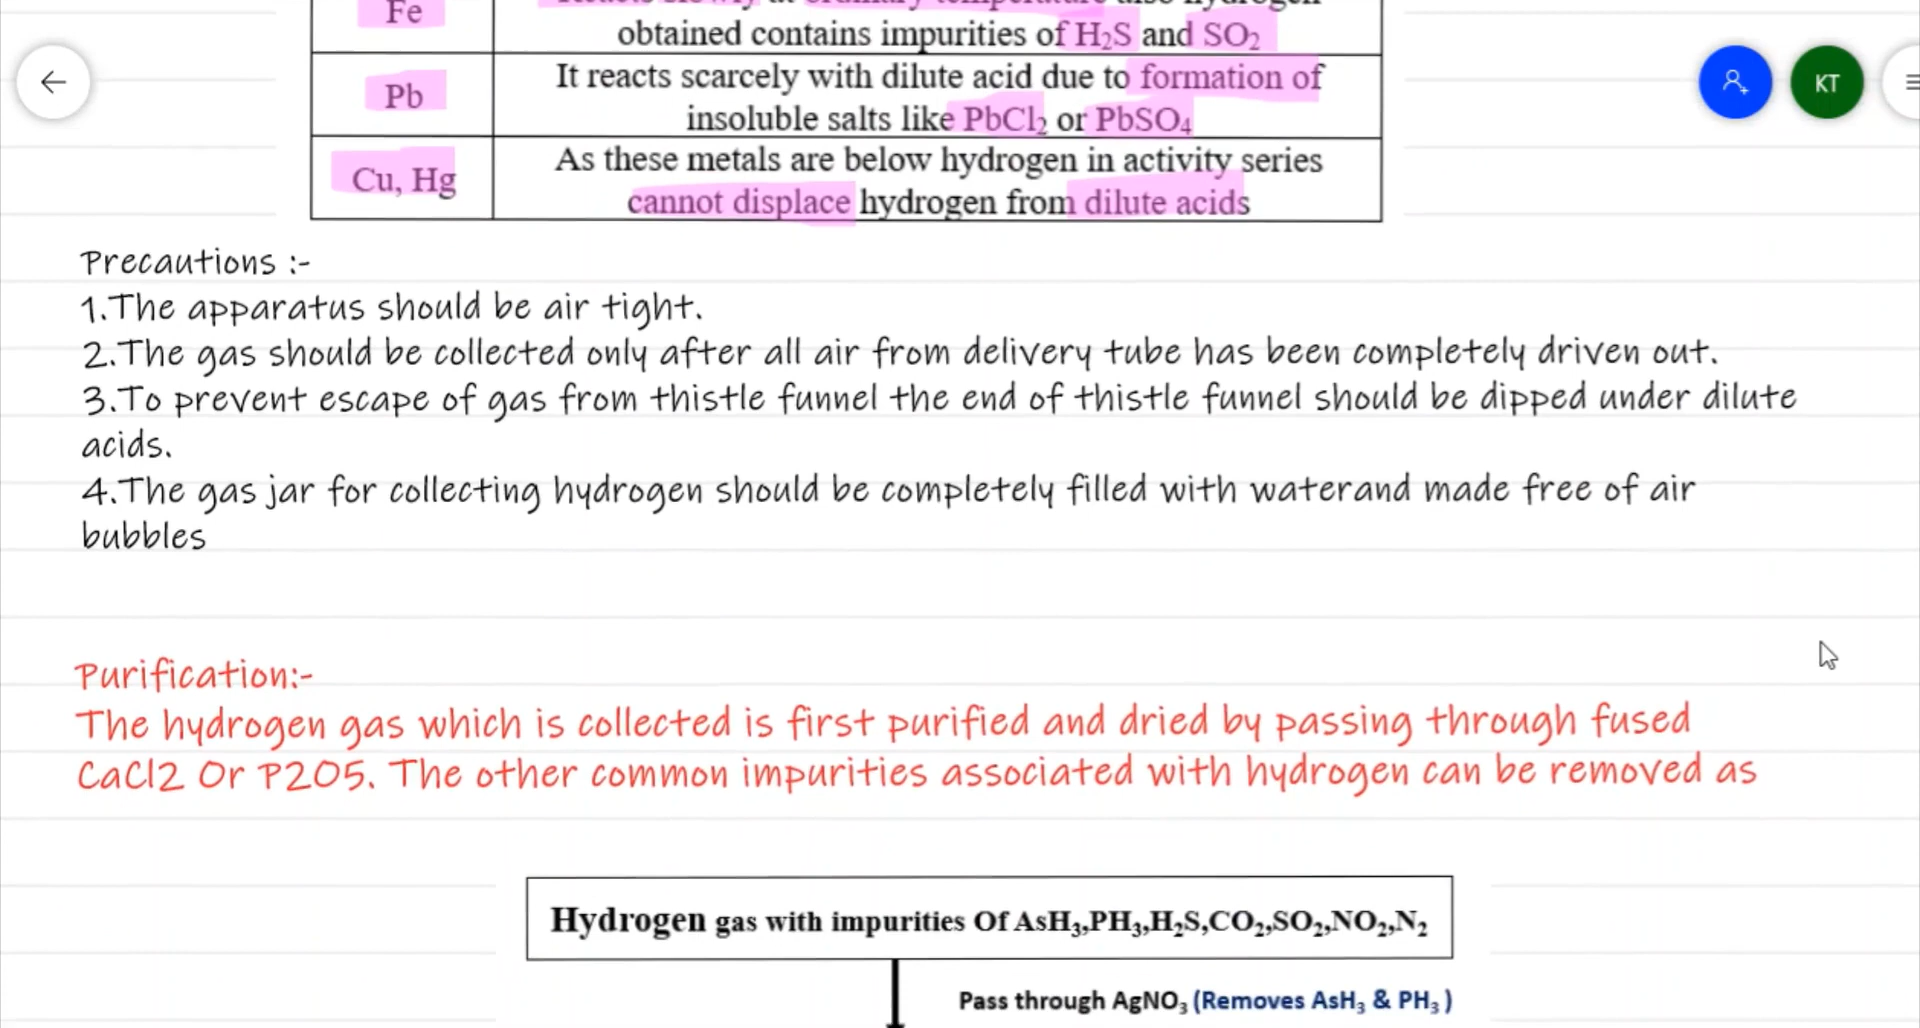 Fe
Reacts slowly at ordinary temperature also hydrogen
obtained contains impurities of H₂S and SO₂
Pb
It reacts scarcely with dilute acid due to formation of
insoluble salts like PbCl₂ or PbSO₄
Cu, Hg
As these metals are below hydrogen in activity series
cannot displace hydrogen from dilute acids
KT
Precautions :-
1.The apparatus should be air tight.
2.The gas should be collected only after all air from delivery tube has been completely driven out.
3.To prevent escape of gas from thistle funnel the end of thistle funnel should be dipped under dilute
acids.
4.The gas jar for collecting hydrogen should be completely filled with waterand made free of air
bubbles
Purification:-
The hydrogen gas which is collected is first purified and dried by passing through fused
CaCl2 Or P2O5. The other common impurities associated with hydrogen can be removed as
Hydrogen gas with impurities Of AsH₃,PH₃,H₂S,CO₂,SO₂,NO₂,N₂
Pass through AgNO₃ (Removes AsH₃ & PH₃ )